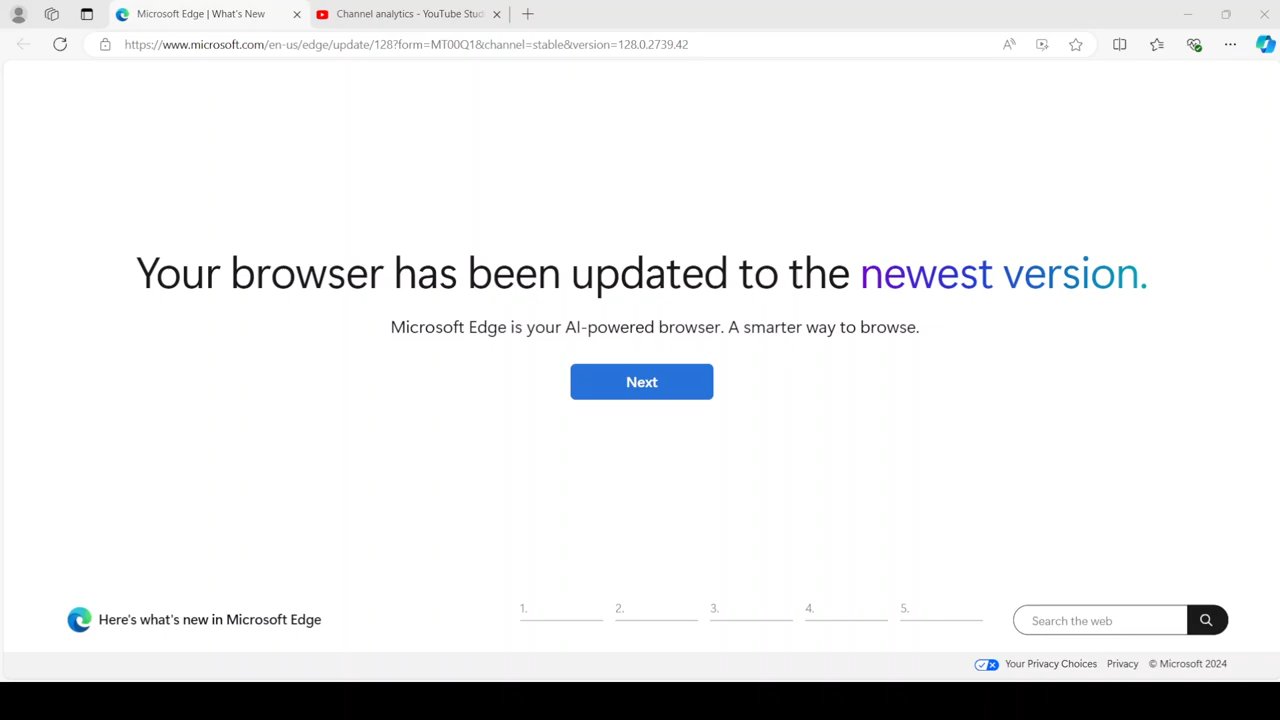 Microsoft Edge | What's New
Channel analytics - YouTube Stud
https://www.microsoft.com/en-us/edge/update/128?form=MT00Q1&channel=stable&version=128.0.2739.42
Your browser has been updated to the newest version.
Microsoft Edge is your AI-powered browser. A smarter way to browse.
Next
Here's what's new in Microsoft Edge
1.
2.
3.
4.
5.
Search the web
Your Privacy Choices
Privacy
© Microsoft 2024